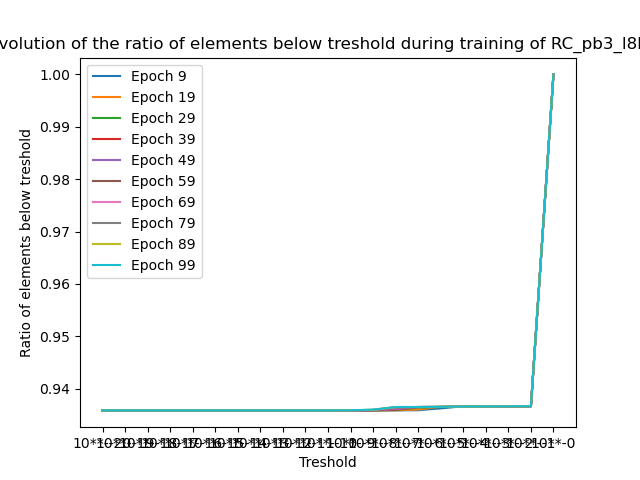 volution of the ratio of elements below treshold during training of RC_pb3_l8
1.00
0.99
0.98
0.97
0.96
0.95
0.94
Ratio of elements below treshold
Epoch 9
Epoch 19
Epoch 29
Epoch 39
Epoch 49
Epoch 59
Epoch 69
Epoch 79
Epoch 89
Epoch 99
Treshold